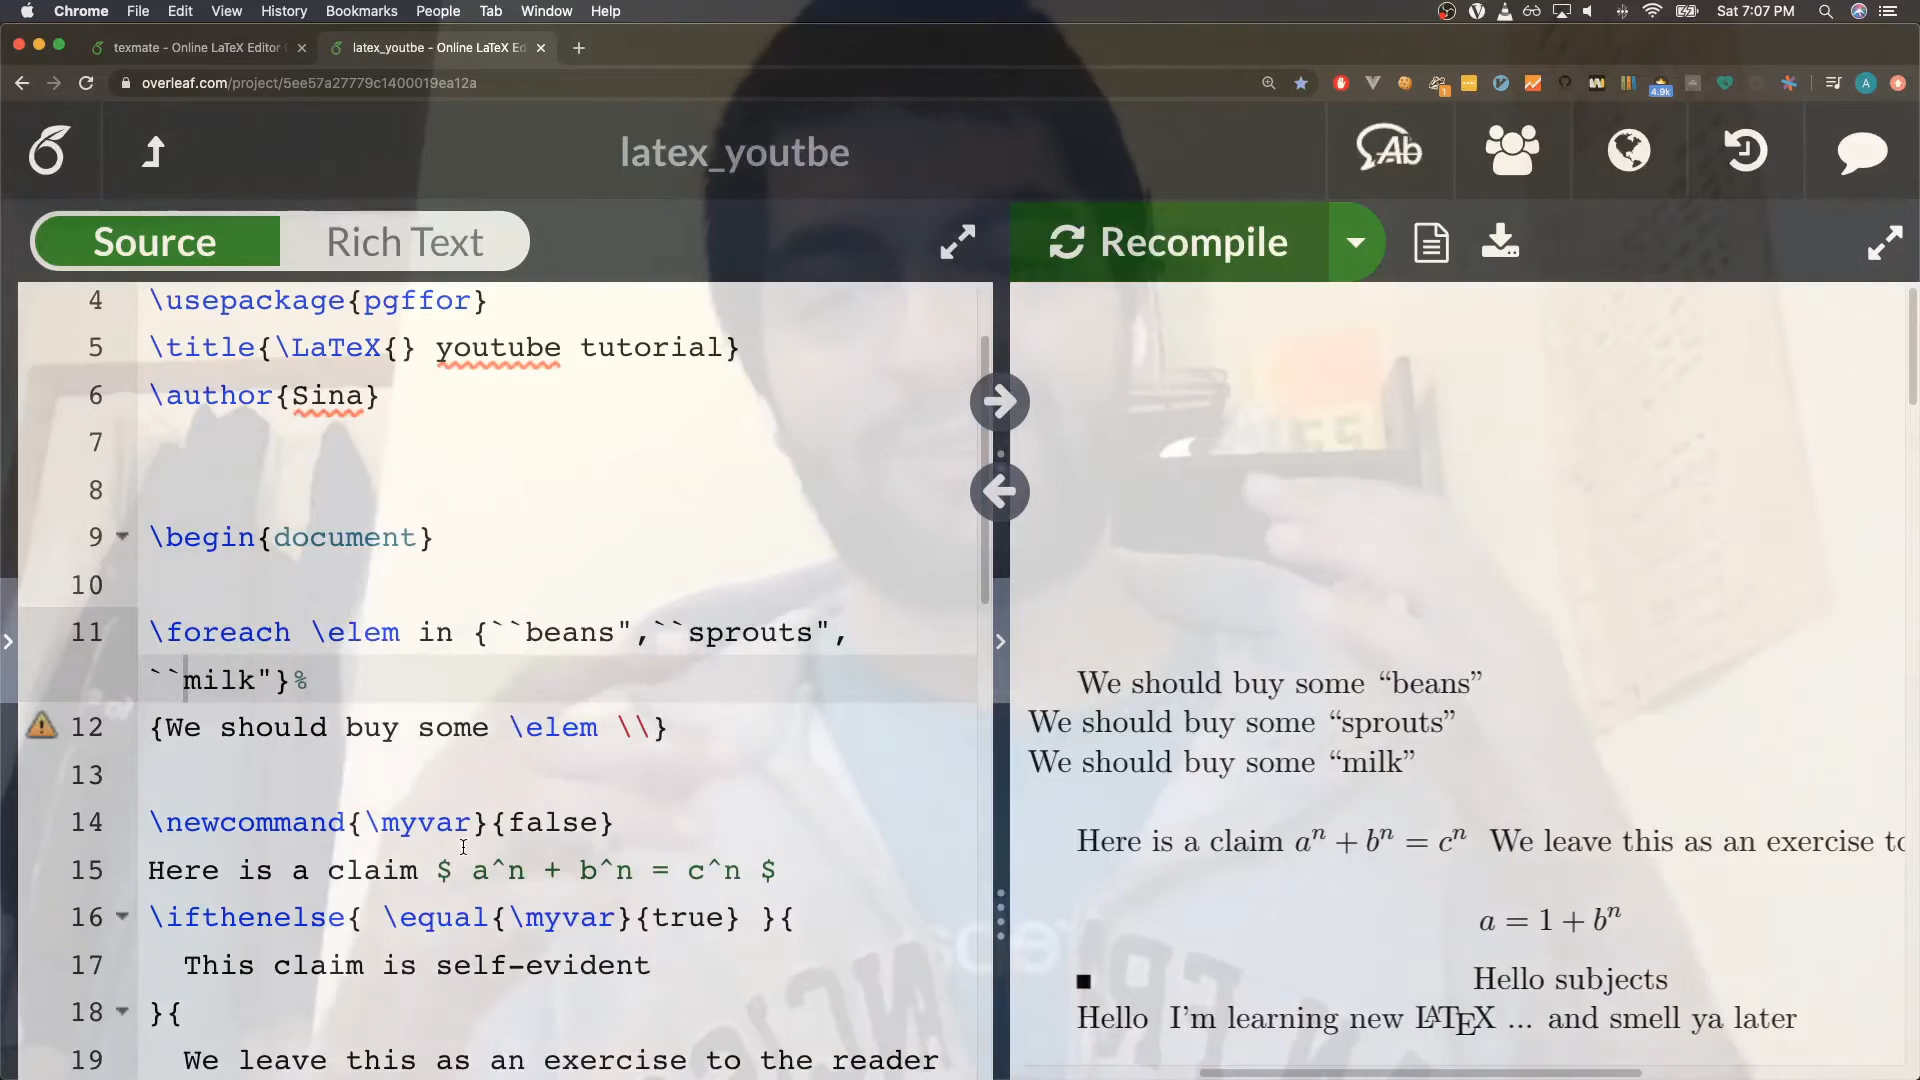 Chrome File Edit View History Bookmarks People Tab Window Help
Sat 7:07 PM
texmate - Online LaTeX Editor
latex_youtbe - Online LaTeX Ed
overleaf.com/project/5ee57a27779c1400019ea12a
1
4.9k
A
latex_youtbe
Ab
Source Rich Text
Recompile
4 \usepackage{pgffor}
5 \title{\LaTeX{} youtube tutorial}
6 \author{Sina}
7
8
9 \begin{document}
10
11 \foreach \elem in {``beans",``sprouts",
``milk"}%
12 {We should buy some \elem \\}
13
14 \newcommand{\myvar}{false}
15 Here is a claim $ a^n + b^n = c^n $
16 \ifthenelse{ \equal{\myvar}{true} }{
17 This claim is self-evident
18 }{
19 We leave this as an exercise to the reader
We should buy some “beans”
We should buy some “sprouts”
We should buy some “milk”
Here is a claim aⁿ + bⁿ = cⁿ We leave this as an exercise to
a = 1 + bⁿ
Hello subjects
Hello I'm learning new LATEX ... and smell ya later